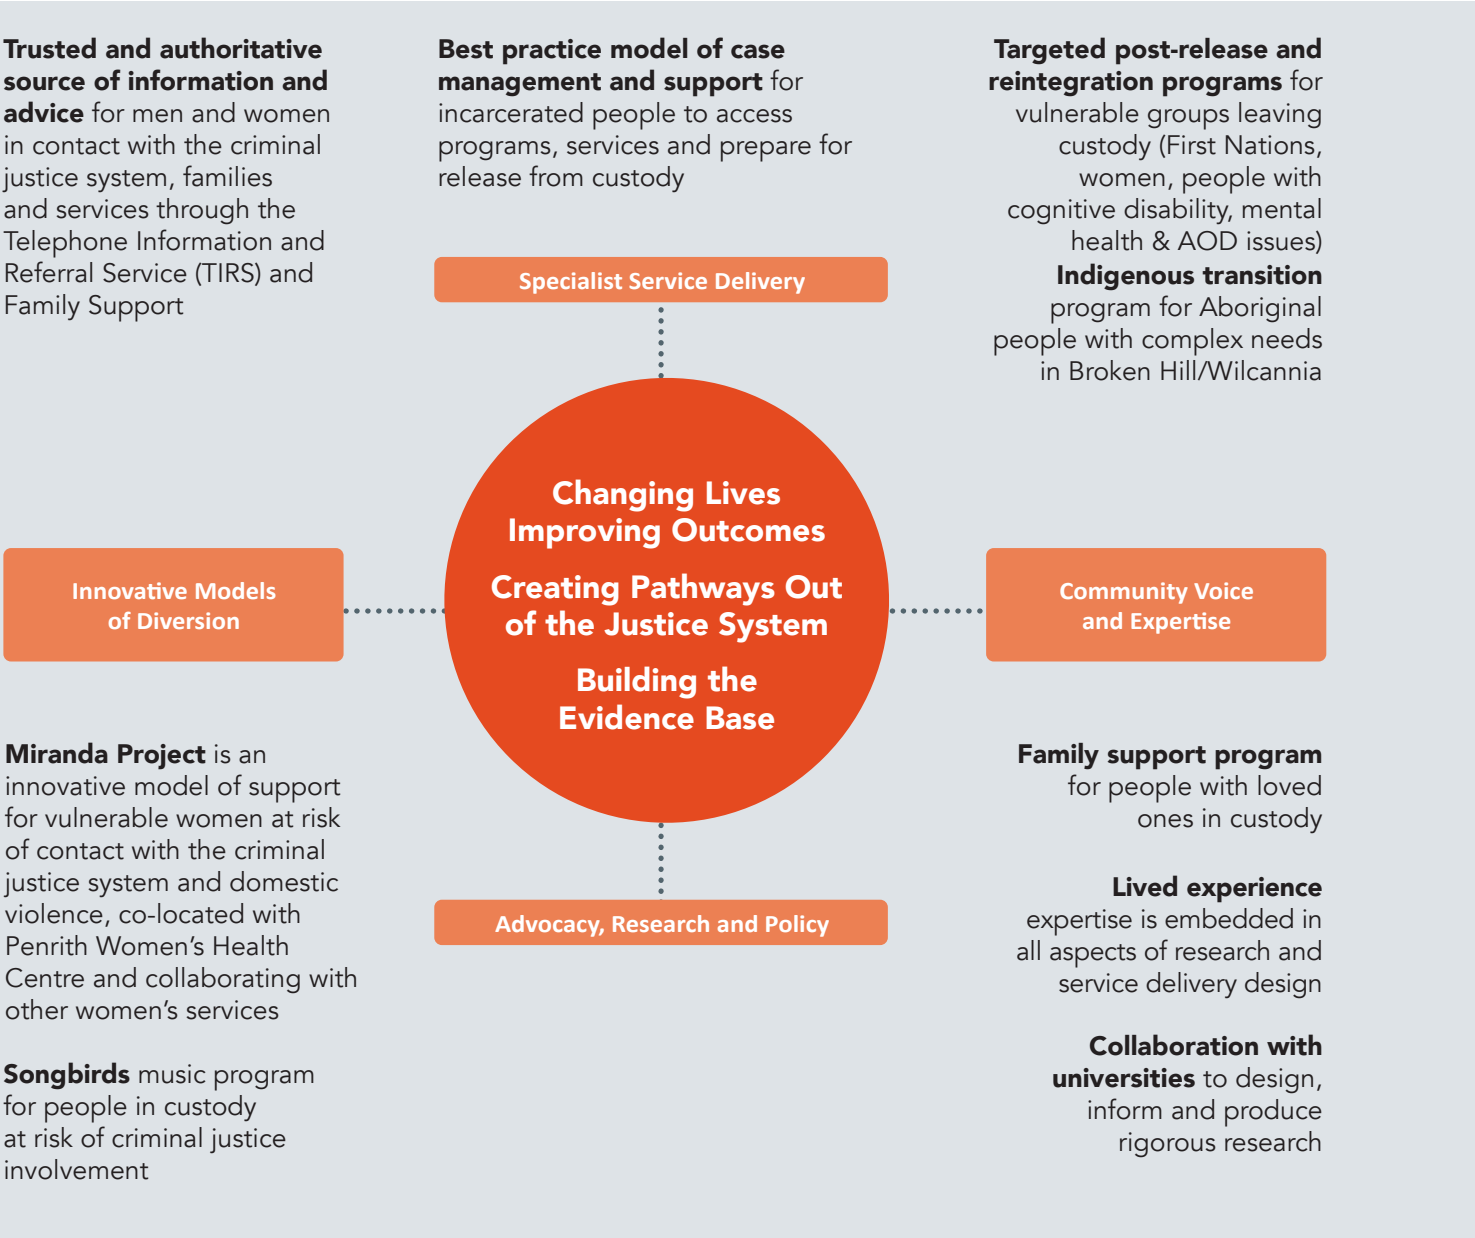 Trusted and authoritative
source of information and
advice for men and women
in contact with the criminal
justice system, families
and services through the
Telephone Information and
Referral Service (TIRS) and
Family Support
Best practice model of case
management and support for
incarcerated people to access
programs, services and prepare for
release from custody
Targeted post-release and
reintegration programs for
vulnerable groups leaving
custody (First Nations,
women, people with
cognitive disability, mental
health & AOD issues)
Indigenous transition
program for Aboriginal
people with complex needs
in Broken Hill/Wilcannia
Specialist Service Delivery
Changing Lives
Improving Outcomes
Creating Pathways Out
of the Justice System
Building the
Evidence Base
Innovative Models
of Diversion
Community Voice
and Expertise
Advocacy, Research and Policy
Miranda Project is an
innovative model of support
for vulnerable women at risk
of contact with the criminal
justice system and domestic
violence, co-located with
Penrith Women’s Health
Centre and collaborating with
other women’s services
Songbirds music program
for people in custody
at risk of criminal justice
involvement
Family support program
for people with loved
ones in custody
Lived experience
expertise is embedded in
all aspects of research and
service delivery design
Collaboration with
universities to design,
inform and produce
rigorous research